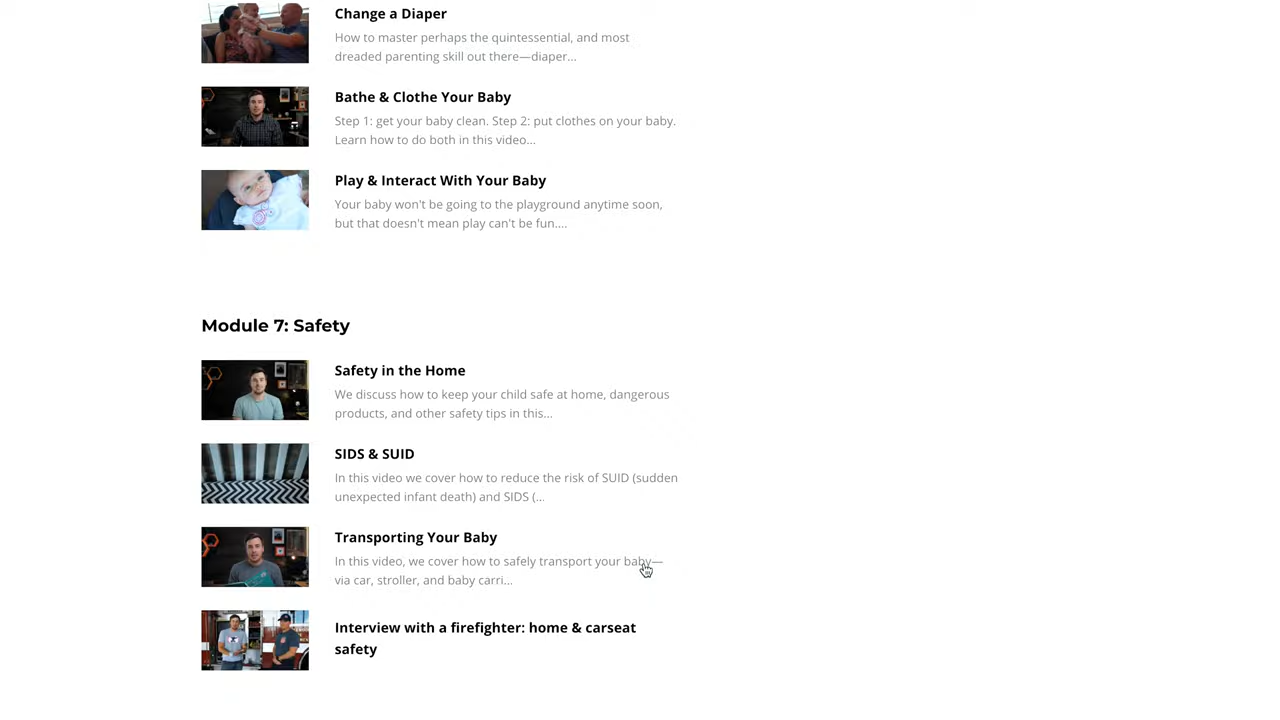 Change a Diaper
How to master perhaps the quintessential, and most
dreaded parenting skill out there—diaper...
Bathe & Clothe Your Baby
Step 1: get your baby clean. Step 2: put clothes on your baby.
Learn how to do both in this video...
Play & Interact With Your Baby
Your baby won't be going to the playground anytime soon,
but that doesn't mean play can't be fun....
Module 7: Safety
Safety in the Home
We discuss how to keep your child safe at home, dangerous
products, and other safety tips in this...
SIDS & SUID
In this video we cover how to reduce the risk of SUID (sudden
unexpected infant death) and SIDS (...
Transporting Your Baby
In this video, we cover how to safely transport your baby—
via car, stroller, and baby carri...
Interview with a firefighter: home & carseat
safety